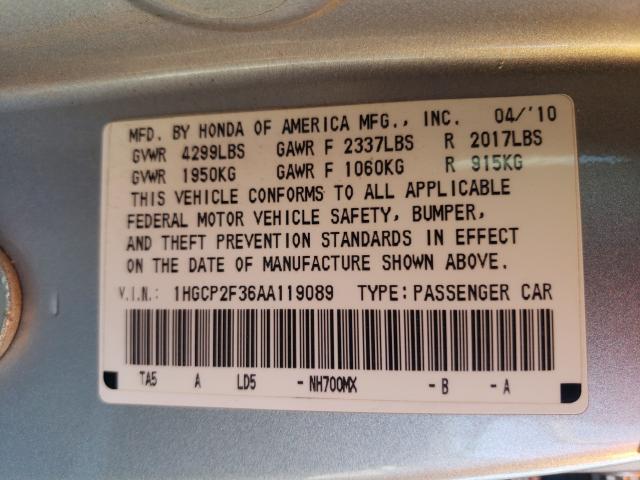 MFD. BY HONDA OF AMERICA MFG., INC. 04/'10
GVWR 4299LBS GAWR F 2337LBS R 2017LBS
GVWR 1950KG GAWR F 1060KG R 915KG
THIS VEHICLE CONFORMS TO ALL APPLICABLE
FEDERAL MOTOR VEHICLE SAFETY, BUMPER,
AND THEFT PREVENTION STANDARDS IN EFFECT
ON THE DATE OF MANUFACTURE SHOWN ABOVE.
V.I.N.: 1HGCP2F36AA119089 TYPE: PASSENGER CAR
TA5 A LD5 -NH700MX -B -A